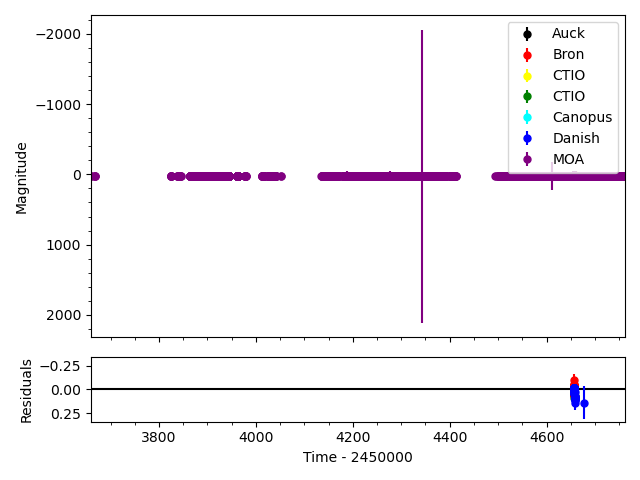 −2000
−1000
0
1000
2000
Magnitude
Auck
Bron
CTIO
CTIO
Canopus
Danish
MOA
−0.25
0.00
0.25
Residuals
3800
4000
4200
4400
4600
Time - 2450000